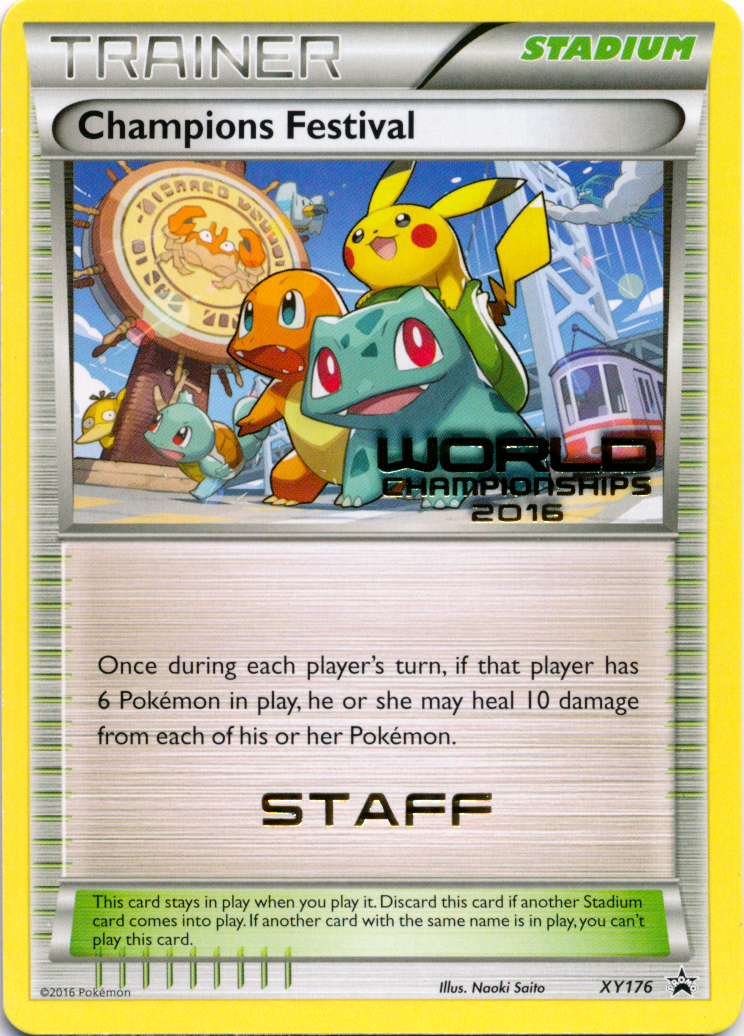 TRAINER
STADIUM
Champions Festival
WORLD
CHAMPIONSHIPS
2016
Once during each player's turn, if that player has
6 Pokémon in play, he or she may heal 10 damage
from each of his or her Pokémon.
STAFF
This card stays in play when you play it. Discard this card if another Stadium
card comes into play. If another card with the same name is in play, you can't
play this card.
©2016 Pokémon
Illus. Naoki Saito
XY176